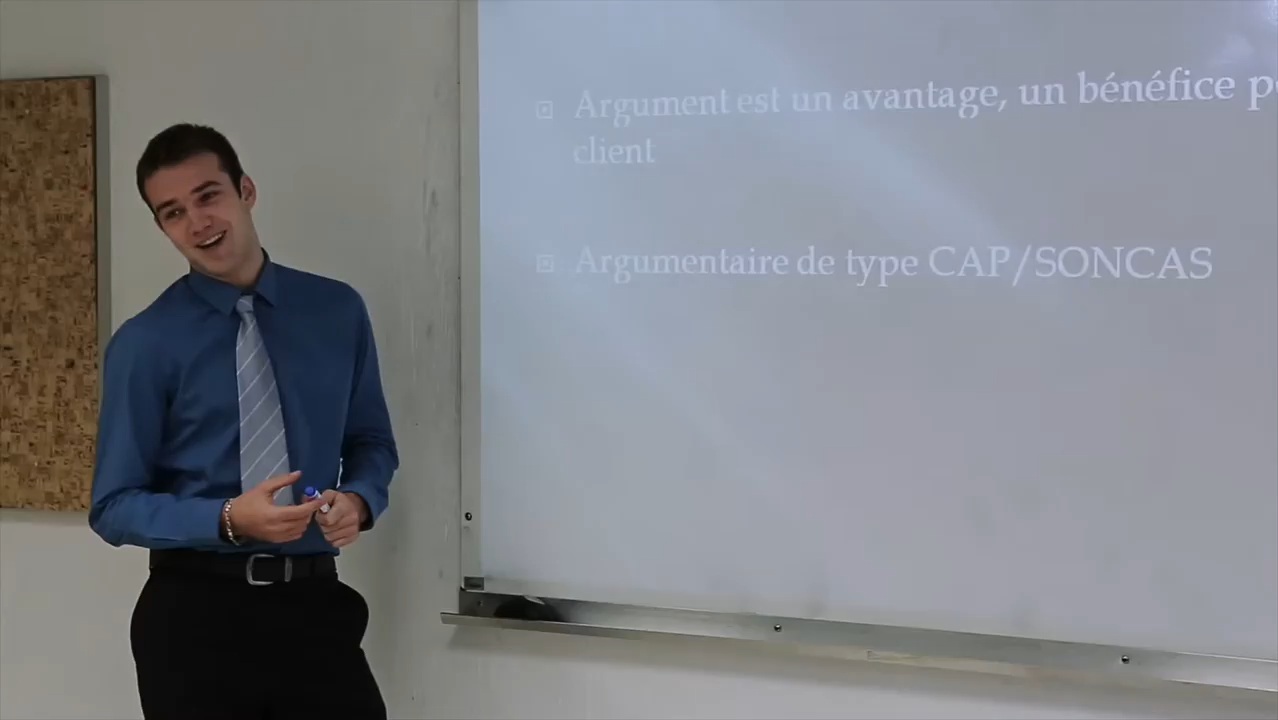 Argument est un avantage, un bénéfice
client
Argumentaire de type CAP/SONCAS